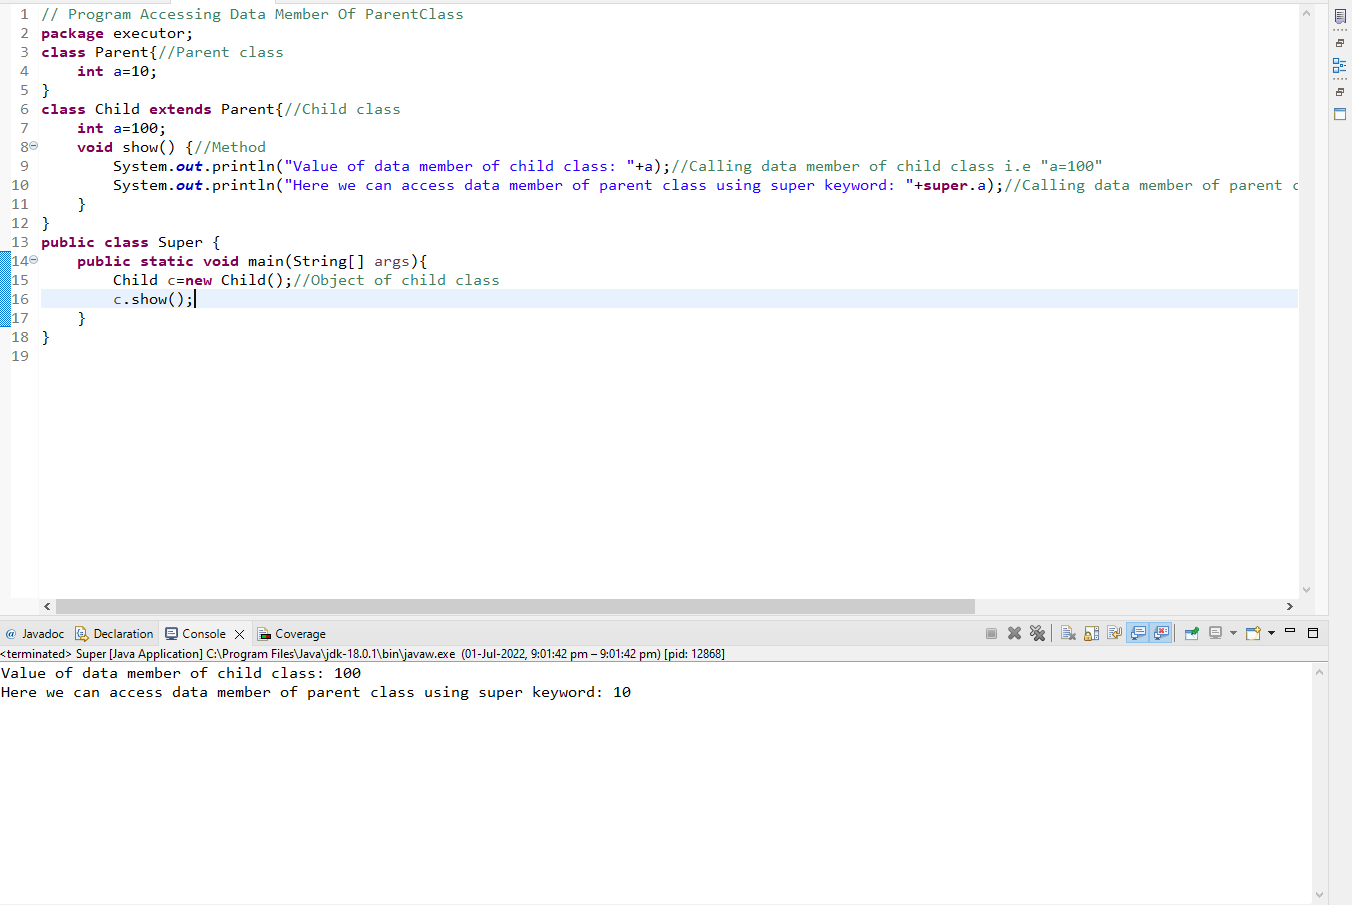 1 // Program Accessing Data Member Of ParentClass
2 package executor;
3 class Parent{//Parent class
4     int a=10;
5 }
6 class Child extends Parent{//Child class
7     int a=100;
8     void show() {//Method
9         System.out.println("Value of data member of child class: "+a);//Calling data member of child class i.e "a=100"
10         System.out.println("Here we can access data member of parent class using super keyword: "+super.a);//Calling data member of parent c
11     }
12 }
13 public class Super {
14     public static void main(String[] args){
15         Child c=new Child();//Object of child class
16         c.show();
17     }
18 }
19
@ Javadoc Declaration Console Coverage
<terminated> Super [Java Application] C:\Program Files\Java\jdk-18.0.1\bin\javaw.exe (01-Jul-2022, 9:01:42 pm – 9:01:42 pm) [pid: 12868]
Value of data member of child class: 100
Here we can access data member of parent class using super keyword: 10